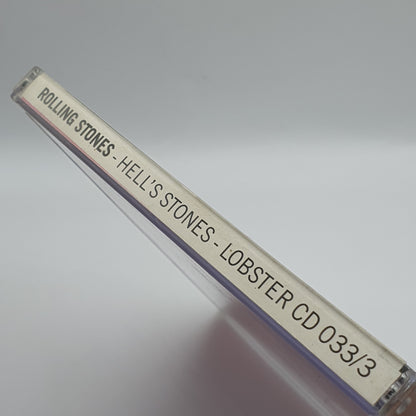 ROLLING STONES - HELL'S STONES - LOBSTER CD 033/3